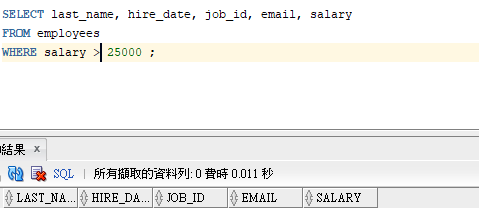 SELECT last_name, hire_date, job_id, email, salary
FROM employees
WHERE salary > 25000 ;
結果 x
SQL | 所有擷取的資料列: 0 費時 0.011 秒
LAST_NA... HIRE_DA... JOB_ID EMAIL SALARY